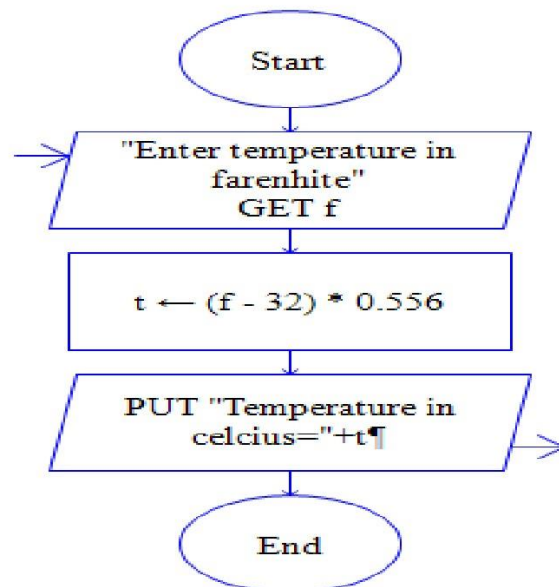 Start
"Enter temperature in
farenhite"
GET f
t ← (f - 32) * 0.556
PUT "Temperature in
celcius="+t¶
End